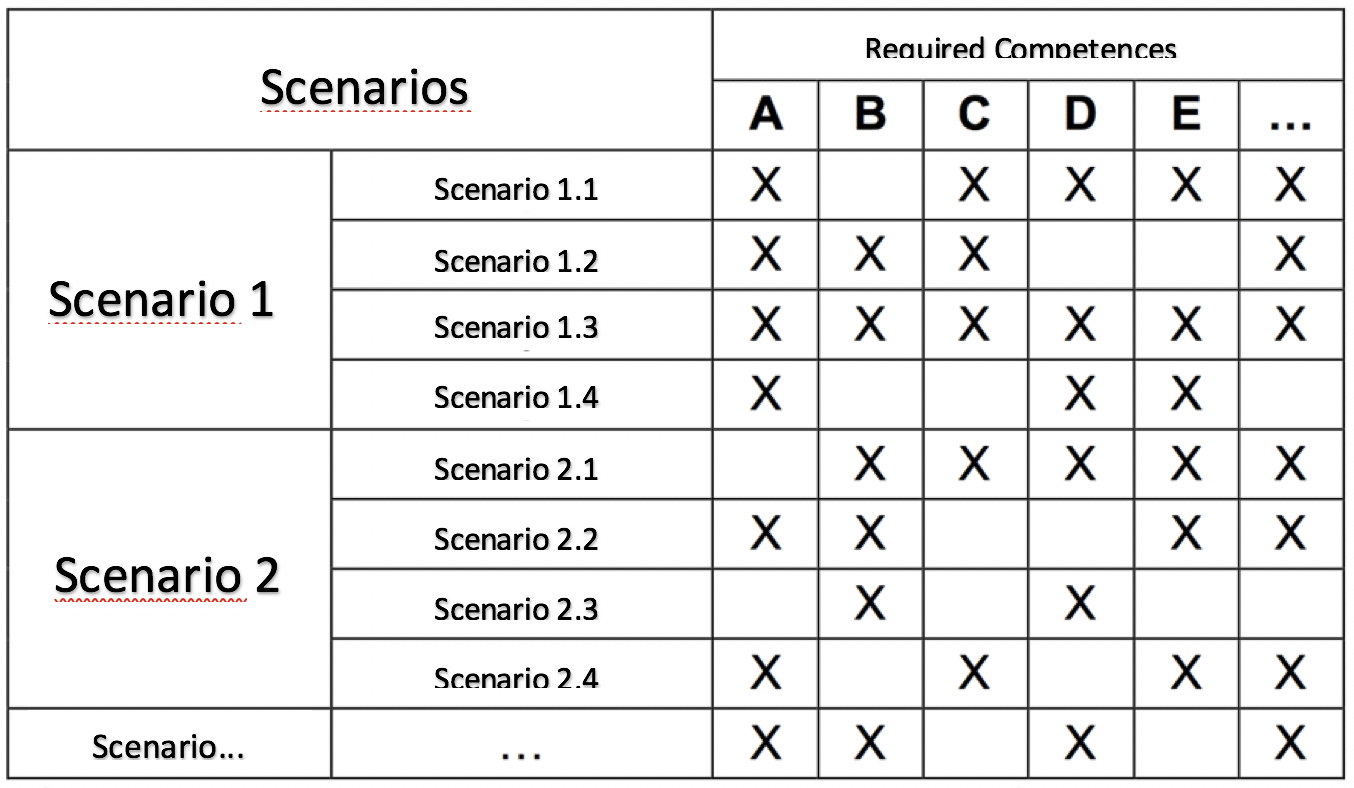 Scenarios
Required Competences
A B C D E ...
Scenario 1
Scenario 1.1 X X X X X
Scenario 1.2 X X X X
Scenario 1.3 X X X X X X
Scenario 1.4 X X X
Scenario 2
Scenario 2.1 X X X X X
Scenario 2.2 X X X X
Scenario 2.3 X X
Scenario 2.4 X X X X
Scenario... ... X X X X